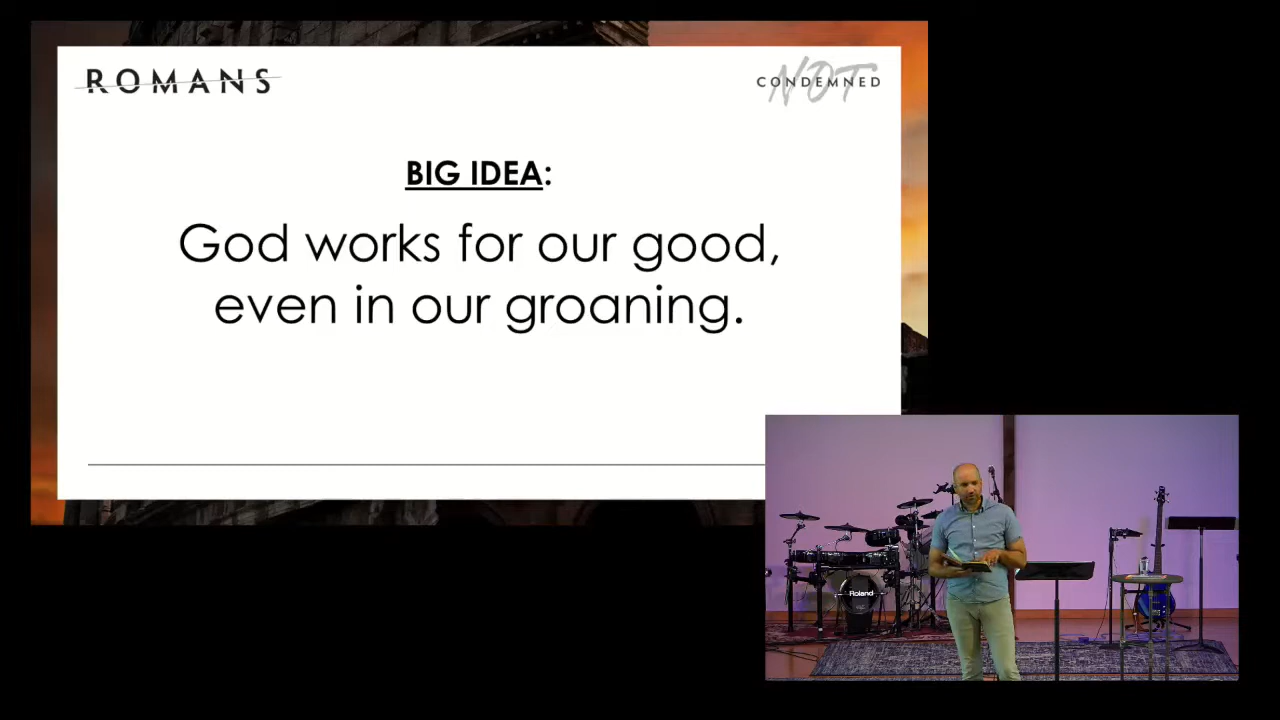 ROMANS
NOT
CONDEMNED
BIG IDEA:
God works for our good,
even in our groaning.
Roland